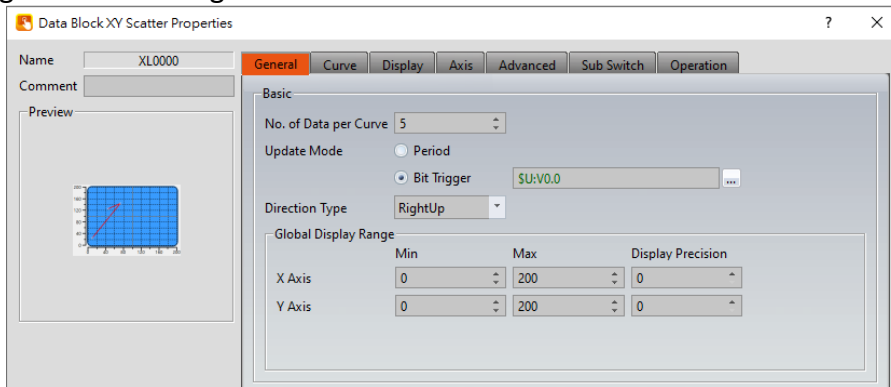 Data Block XY Scatter Properties
?
Name XL0000
Comment
Preview
General Curve Display Axis Advanced Sub Switch Operation
Basic
No. of Data per Curve 5
Update Mode Period
Bit Trigger $U:V0.0 ...
Direction Type RightUp
Global Display Range
Min Max Display Precision
X Axis 0 200 0
Y Axis 0 200 0